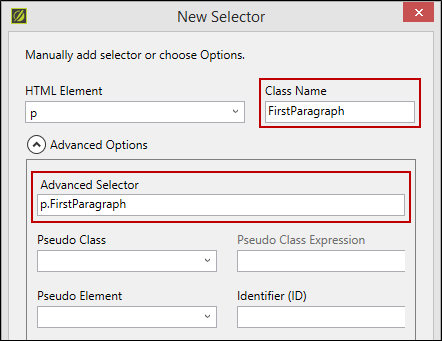 New Selector
Manually add selector or choose Options.
HTML Element
Class Name
p
FirstParagraph
Advanced Options
Advanced Selector
p.FirstParagraph
Pseudo Class
Pseudo Class Expression
Pseudo Element
Identifier (ID)